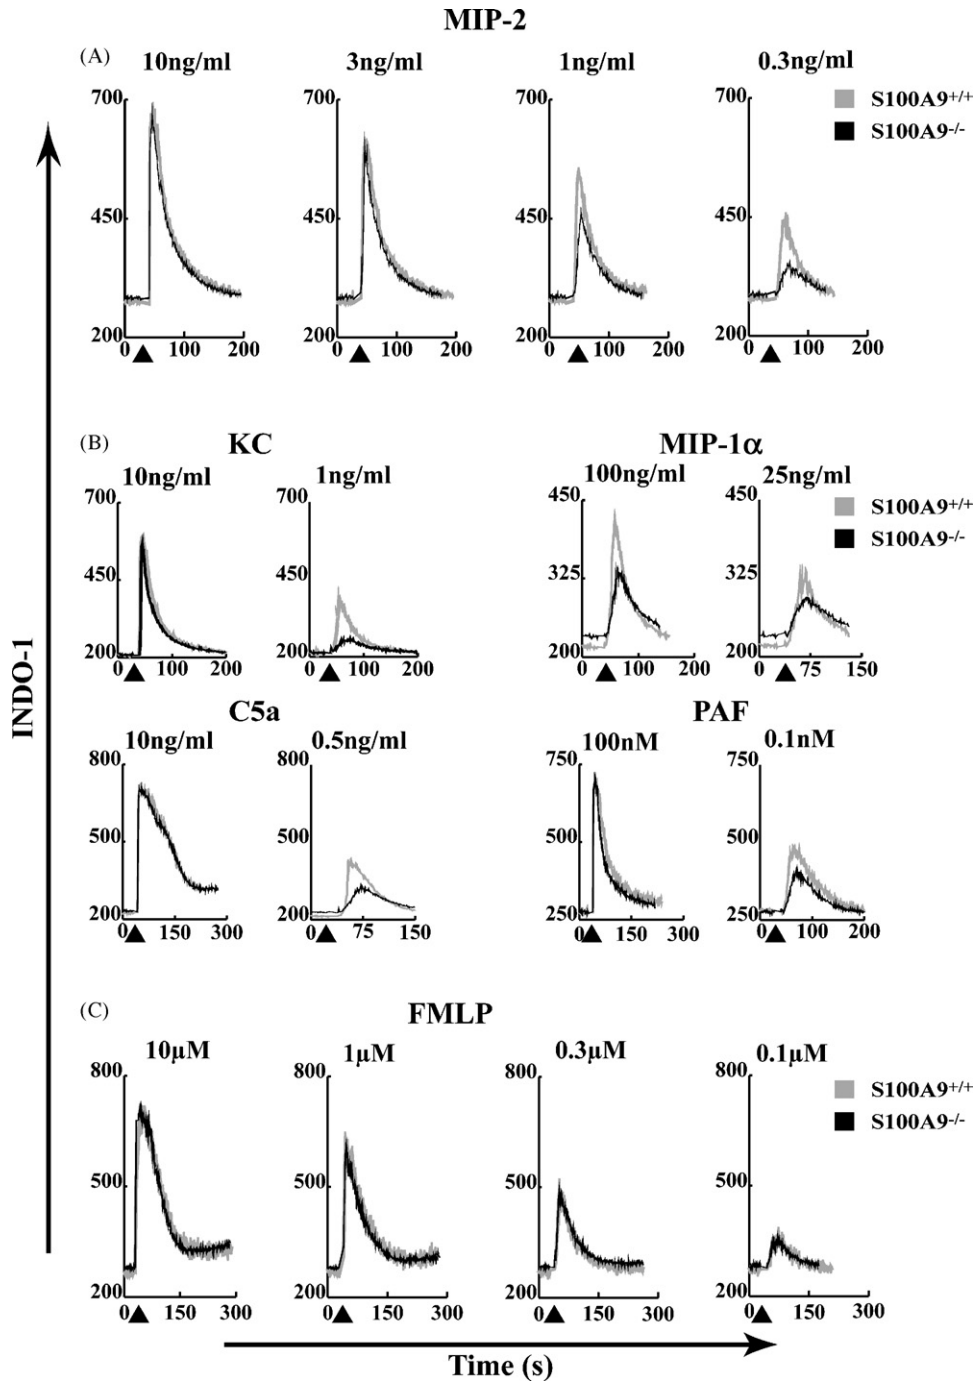 MIP-2
(A)
10ng/ml 3ng/ml 1ng/ml 0.3ng/ml
700 700 700 700
S100A9+/+
S100A9-/-
450 450 450 450
200 200 200 200
0 100 200 0 100 200 0 100 200 0 100 200
(B)
KC MIP-1α
10ng/ml 1ng/ml 100ng/ml 25ng/ml
700 700 450 450
S100A9+/+
S100A9-/-
450 450 325 325
200 200 200 200
0 100 200 0 100 200 0 100 200 0 75 150
C5a PAF
10ng/ml 0.5ng/ml 100nM 0.1nM
800 800 750 750
500 500 500 500
200 200 250 250
0 150 300 0 75 150 0 150 300 0 100 200
INDO-1
(C)
FMLP
10μM 1μM 0.3μM 0.1μM
800 800 800 800
S100A9+/+
S100A9-/-
500 500 500 500
200 200 200 200
0 150 300 0 150 300 0 150 300 0 150 300
Time (s)